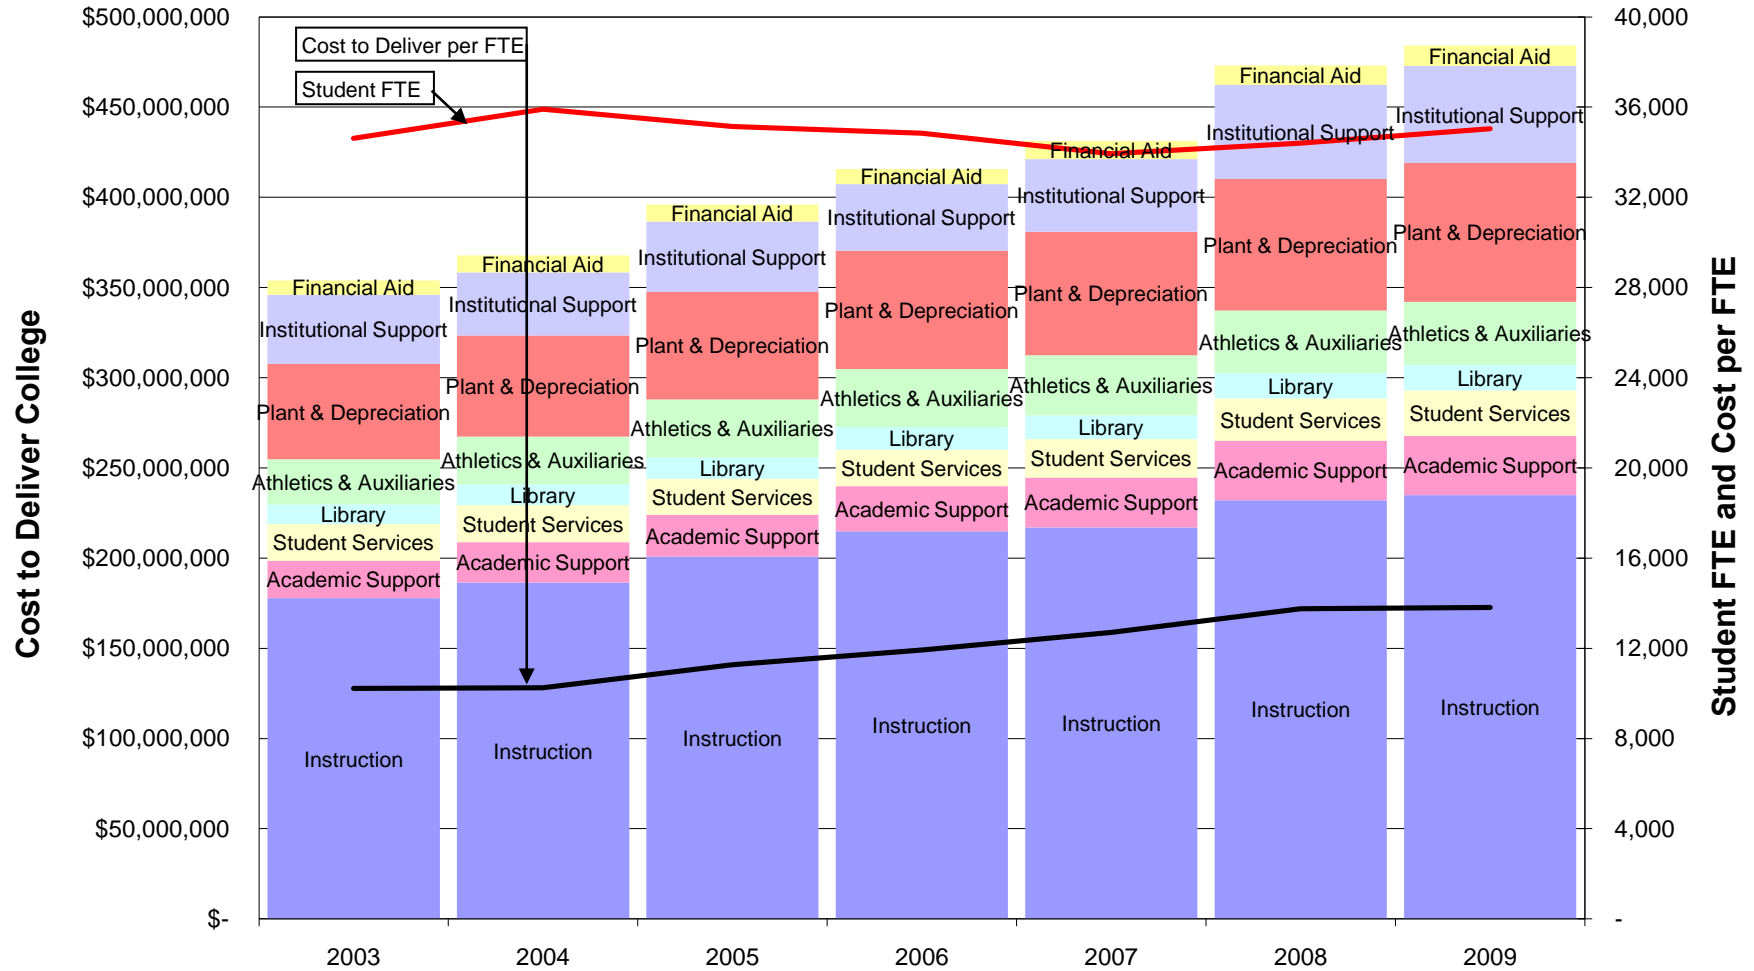 Cost to Deliver College
$500,000,000
$450,000,000
$400,000,000
$350,000,000
$300,000,000
$250,000,000
$200,000,000
$150,000,000
$100,000,000
$50,000,000
$-
Cost to Deliver per FTE
Student FTE
Financial Aid
Institutional Support
Plant & Depreciation
Athletics & Auxiliaries
Library
Student Services
Academic Support
Instruction
Financial Aid
Institutional Support
Plant & Depreciation
Athletics & Auxiliaries
Library
Student Services
Academic Support
Instruction
Financial Aid
Institutional Support
Plant & Depreciation
Athletics & Auxiliaries
Library
Student Services
Academic Support
Instruction
Financial Aid
Institutional Support
Plant & Depreciation
Athletics & Auxiliaries
Library
Student Services
Academic Support
Instruction
Financial Aid
Institutional Support
Plant & Depreciation
Athletics & Auxiliaries
Library
Student Services
Academic Support
Instruction
Financial Aid
Institutional Support
Plant & Depreciation
Athletics & Auxiliaries
Library
Student Services
Academic Support
Instruction
Financial Aid
Institutional Support
Plant & Depreciation
Athletics & Auxiliaries
Library
Student Services
Academic Support
Instruction
2003
2004
2005
2006
2007
2008
2009
40,000
36,000
32,000
28,000
24,000
20,000
16,000
12,000
8,000
4,000
-
Student FTE and Cost per FTE